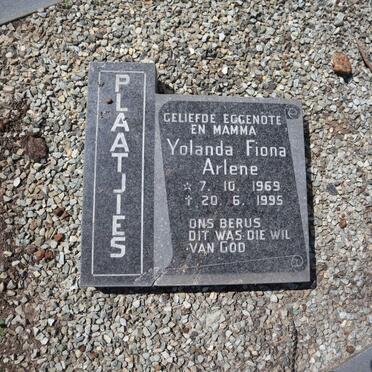 PLAATJIES
GELIEFDE EGGENOTE
EN MAMMA
Yolanda Fiona
Arlene
☆ 7. 10. 1969
† 20. 6. 1995
ONS BERUS
DIT WAS DIE WIL
VAN GOD